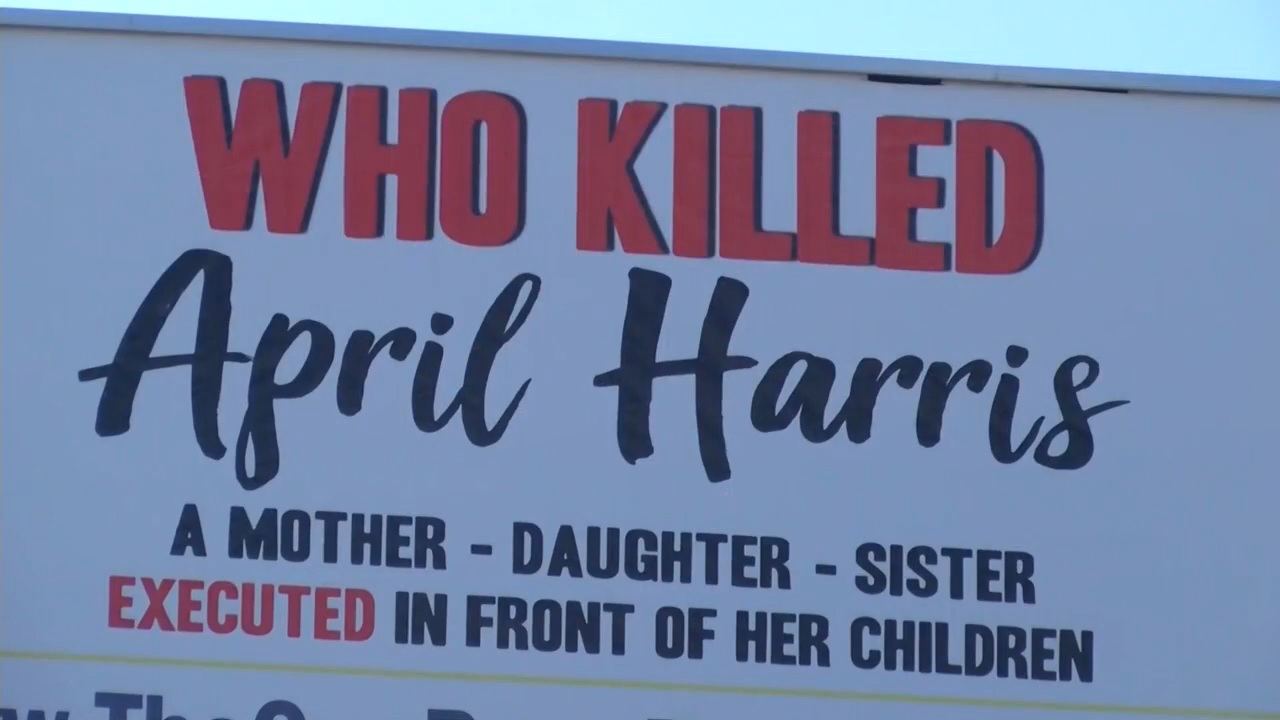 WHO KILLED
April Harris
A MOTHER - DAUGHTER - SISTER
EXECUTED IN FRONT OF HER CHILDREN